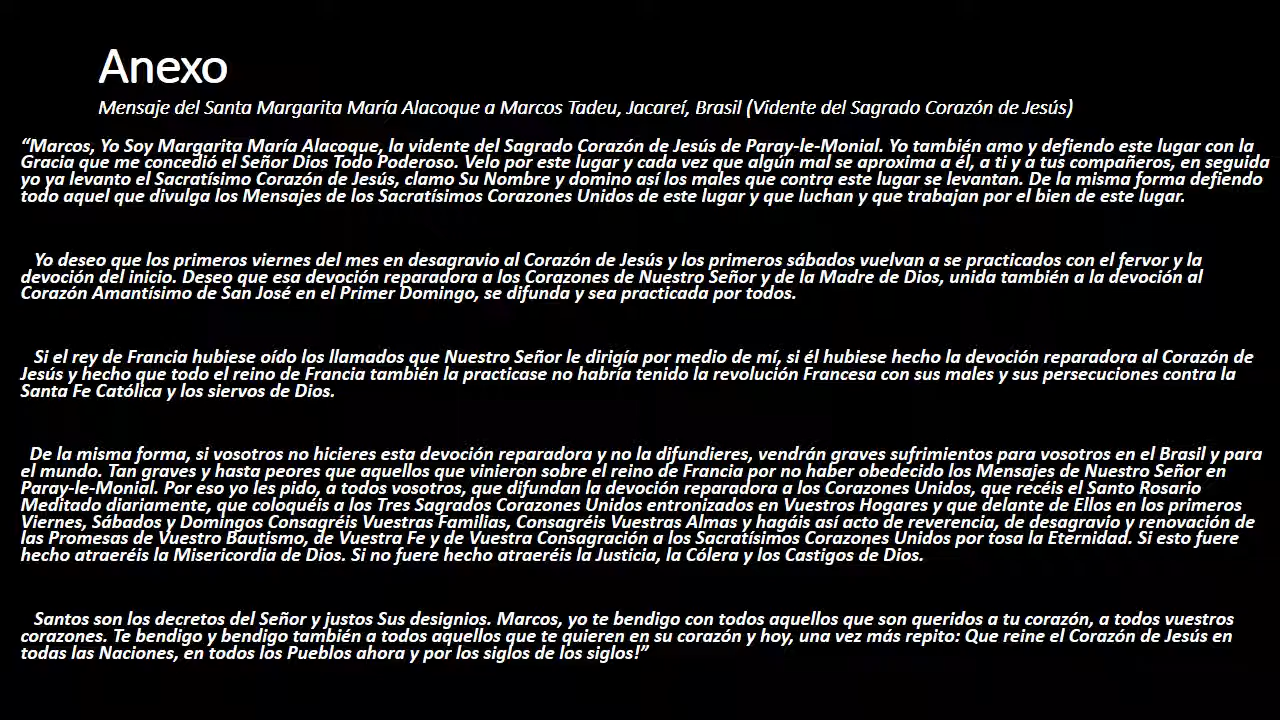 Anexo
Mensaje del Santa Margarita María Alacoque a Marcos Tadeu, Jacareí, Brasil (Vidente del Sagrado Corazón de Jesús)
“Marcos, Yo Soy Margarita María Alacoque, la vidente del Sagrado Corazón de Jesús de Paray-le-Monial. Yo también amo y defiendo este lugar con la
Gracia que me concedió el Señor Dios Todo Poderoso. Velo por este lugar y cada vez que algún mal se aproxima a él, a ti y a tus compañeros, en seguida
yo ya levanto el Sacratísimo Corazón de Jesús, clamo Su Nombre y domino así los males que contra este lugar se levantan. De la misma forma defiendo
todo aquel que divulga los Mensajes de los Sacratísimos Corazones Unidos de este lugar y que luchan y que trabajan por el bien de este lugar.
Yo deseo que los primeros viernes del mes en desagravio al Corazón de Jesús y los primeros sábados vuelvan a se practicados con el fervor y la
devoción del inicio. Deseo que esa devoción reparadora a los Corazones de Nuestro Señor y de la Madre de Dios, unida también a la devoción al
Corazón Amantísimo de San José en el Primer Domingo, se difunda y sea practicada por todos.
Si el rey de Francia hubiese oído los llamados que Nuestro Señor le dirigía por medio de mí, si él hubiese hecho la devoción reparadora al Corazón de
Jesús y hecho que todo el reino de Francia también la practicase no habría tenido la revolución Francesa con sus males y sus persecuciones contra la
Santa Fe Católica y los siervos de Dios.
De la misma forma, si vosotros no hicieres esta devoción reparadora y no la difundieres, vendrán graves sufrimientos para vosotros en el Brasil y para
el mundo. Tan graves y hasta peores que aquellos que vinieron sobre el reino de Francia por no haber obedecido los Mensajes de Nuestro Señor en
Paray-le-Monial. Por eso yo les pido, a todos vosotros, que difundan la devoción reparadora a los Corazones Unidos, que recéis el Santo Rosario
Meditado diariamente, que coloquéis a los Tres Sagrados Corazones Unidos entronizados en Vuestros Hogares y que delante de Ellos en los primeros
Viernes, Sábados y Domingos Consagréis Vuestras Familias, Consagréis Vuestras Almas y hagáis así acto de reverencia, de desagravio y renovación de
las Promesas de Vuestro Bautismo, de Vuestra Fe y de Vuestra Consagración a los Sacratísimos Corazones Unidos por tosa la Eternidad. Si esto fuere
hecho atraeréis la Misericordia de Dios. Si no fuere hecho atraeréis la Justicia, la Cólera y los Castigos de Dios.
Santos son los decretos del Señor y justos Sus designios. Marcos, yo te bendigo con todos aquellos que son queridos a tu corazón, a todos vuestros
corazones. Te bendigo y bendigo también a todos aquellos que te quieren en su corazón y hoy, una vez más repito: Que reine el Corazón de Jesús en
todas las Naciones, en todos los Pueblos ahora y por los siglos de los siglos!”